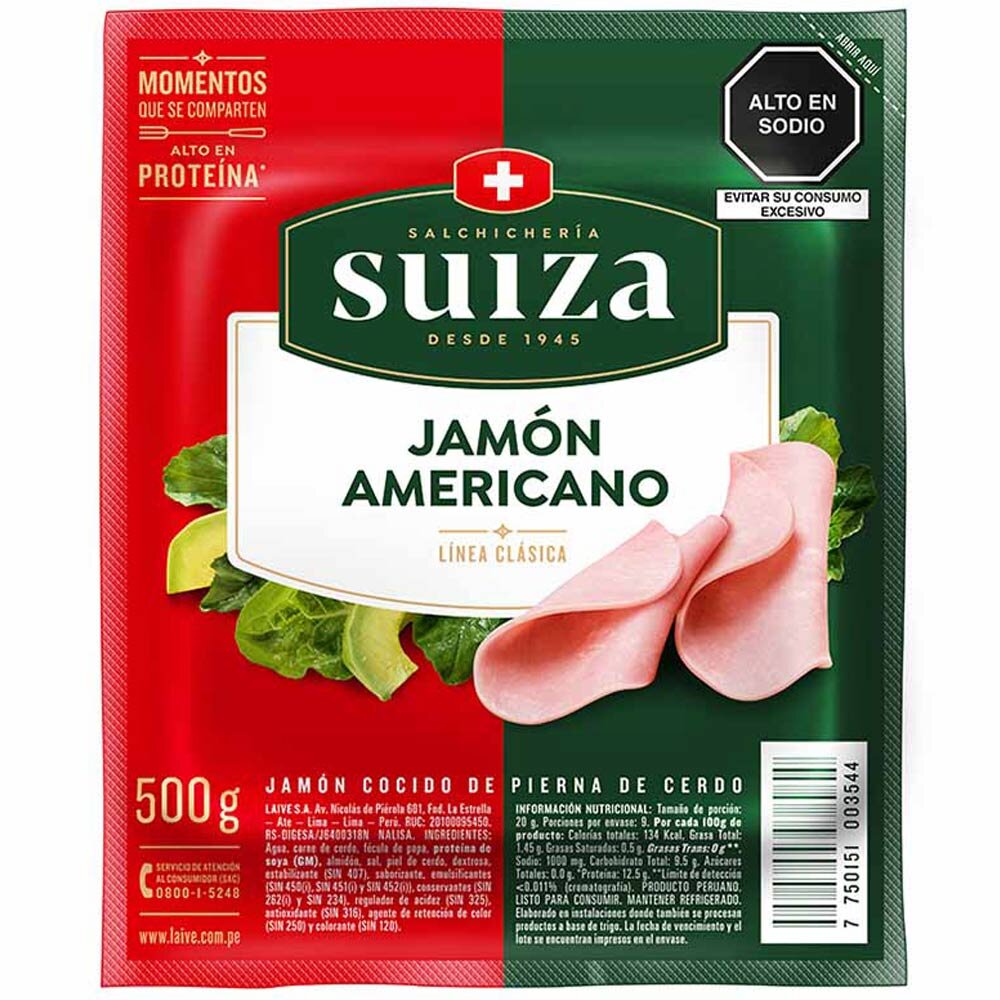 MOMENTOS
QUE SE COMPARTEN
ALTO EN
PROTEÍNA*
ABRIR AQUÍ
ALTO EN
SODIO
EVITAR SU CONSUMO
EXCESIVO
SALCHICHERÍA
suiza
DESDE 1945
JAMÓN
AMERICANO
LÍNEA CLÁSICA
500 g
JAMÓN COCIDO DE PIERNA DE CERDO
SERVICIO DE ATENCIÓN
AL CONSUMIDOR (SAC)
0800-1-5248
www.laive.com.pe
LAIVE S.A. Av. Nicolás de Piérola 601, Fnd. La Estrella
– Ate – Lima – Lima – Perú. RUC: 20100095450.
RS-DIGESA/J6400318N NALISA. INGREDIENTES:
Agua, carne de cerdo, fécula de papa, proteína de
soya (GM), almidón, sal, piel de cerdo, dextrosa,
estabilizante (SIN 407), saborizante, emulsificantes
(SIN 450(i), SIN 451(i) y SIN 452(i)), conservantes (SIN
262(i) y SIN 234), regulador de acidez (SIN 325),
antioxidante (SIN 316), agente de retención de color
(SIN 250) y colorante (SIN 120).
INFORMACIÓN NUTRICIONAL: Tamaño de porción:
20 g, Porciones por envase: 9. Por cada 100g de
producto: Calorías totales: 134 Kcal, Grasa Total:
1.45 g, Grasas Saturadas: 0.5 g, Grasas Trans: 0 g**.
Sodio: 1000 mg, Carbohidrato Total: 9.5 g, Azúcares
Totales: 0.0 g, *Proteína: 12.5 g. **Límite de detección
<0.011% (cromatografía). PRODUCTO PERUANO.
LISTO PARA CONSUMIR. MANTENER REFRIGERADO.
Elaborado en instalaciones donde también se procesan
productos a base de trigo. La fecha de vencimiento y el
lote se encuentran impresos en el envase.
7 750151 003544